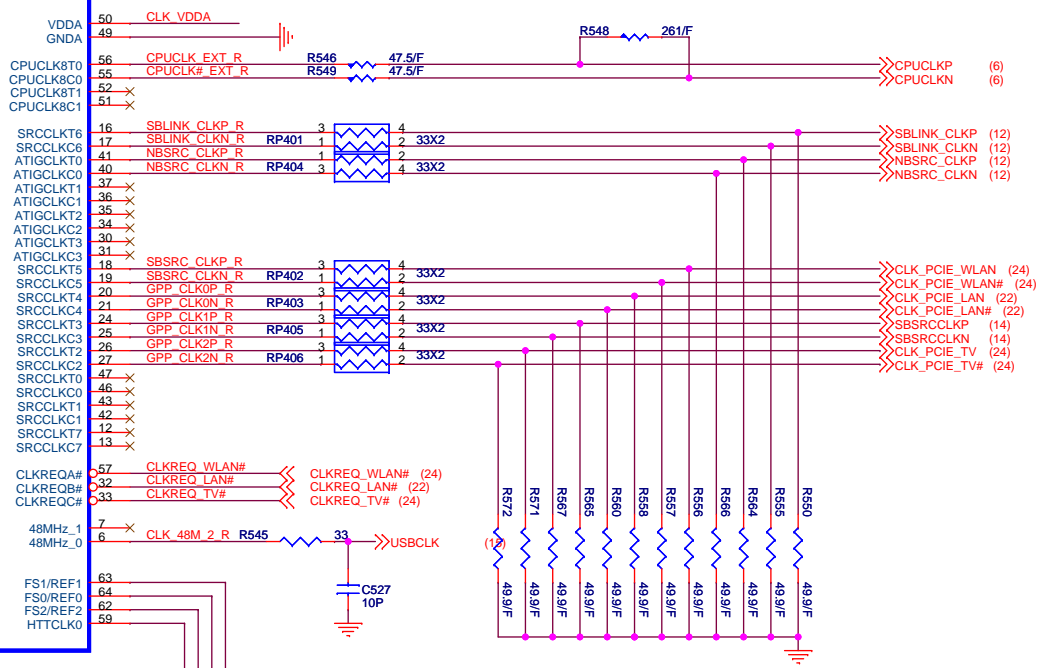 VDDA 50 CLK_VDDA
GNDA 49
R548 261/F
CPUCLK8T0 56 CPUCLK_EXT_R R546 47.5/F CPUCLKP (6)
CPUCLK8C0 55 CPUCLK#_EXT_R R549 47.5/F CPUCLKN (6)
CPUCLK8T1 52
CPUCLK8C1 51
SRCCLKT6 16 SBLINK_CLKP_R 3 4 SBLINK_CLKP (12)
SRCCLKC6 17 SBLINK_CLKN_R RP401 1 2 33X2 SBLINK_CLKN (12)
ATIGCLKT0 41 NBSRC_CLKP_R 1 2 NBSRC_CLKP (12)
ATIGCLKC0 40 NBSRC_CLKN_R RP404 3 4 33X2 NBSRC_CLKN (12)
ATIGCLKT1 37
ATIGCLKC1 36
ATIGCLKT2 35
ATIGCLKC2 34
ATIGCLKT3 30
ATIGCLKC3 31
SRCCLKT5 18 SBSRC_CLKP_R 3 4 CLK_PCIE_WLAN (24)
SRCCLKC5 19 SBSRC_CLKN_R RP402 1 2 33X2 CLK_PCIE_WLAN# (24)
SRCCLKT4 20 GPP_CLK0P_R 3 4 CLK_PCIE_LAN (22)
SRCCLKC4 21 GPP_CLK0N_R RP403 1 2 33X2 CLK_PCIE_LAN# (22)
SRCCLKT3 24 GPP_CLK1P_R 3 4 SBSRCCLKP (14)
SRCCLKC3 25 GPP_CLK1N_R RP405 1 2 33X2 SBSRCCLKN (14)
SRCCLKT2 26 GPP_CLK2P_R 3 4 CLK_PCIE_TV (24)
SRCCLKC2 27 GPP_CLK2N_R RP406 1 2 33X2 CLK_PCIE_TV# (24)
SRCCLKT0 47
SRCCLKC0 46
SRCCLKT1 43
SRCCLKC1 42
SRCCLKT7 12
SRCCLKC7 13
CLKREQA# 57 CLKREQ_WLAN# CLKREQ_WLAN# (24)
CLKREQB# 32 CLKREQ_LAN# CLKREQ_LAN# (22)
CLKREQC# 33 CLKREQ_TV# CLKREQ_TV# (24)
R572 R571 R567 R565 R560 R558 R557 R556 R566 R564 R555 R550
48MHz_1 7
48MHz_0 6 CLK_48M_2_R R545 33 USBCLK
C527
10P
49.9/F 49.9/F 49.9/F 49.9/F 49.9/F 49.9/F 49.9/F 49.9/F 49.9/F 49.9/F 49.9/F 49.9/F
FS1/REF1 63
FS0/REF0 64
FS2/REF2 62
HTTCLK0 59